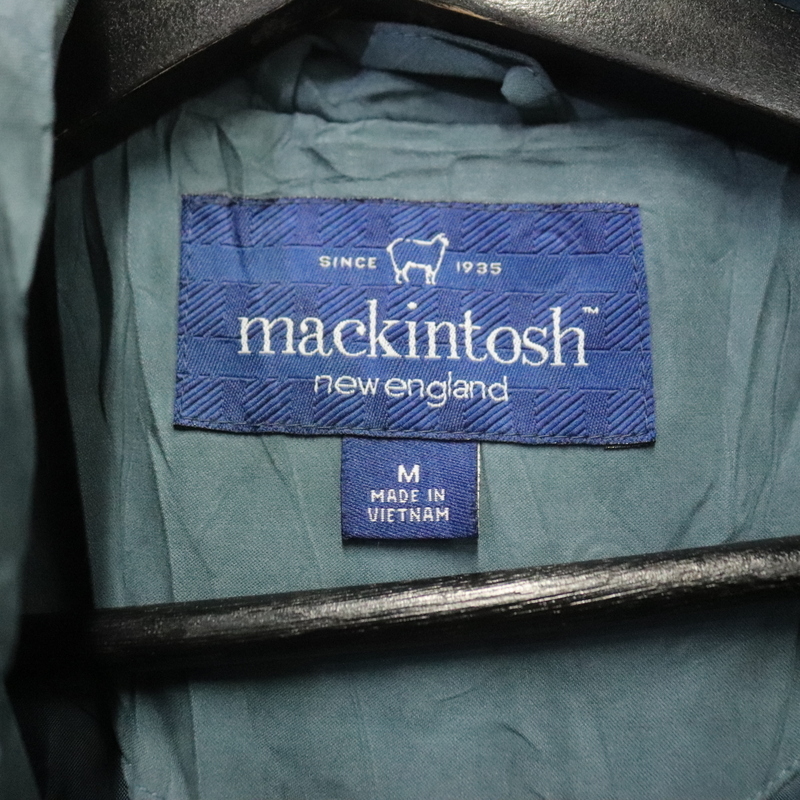 SINCE 1935
mackintosh™
new england
M
MADE IN
VIETNAM